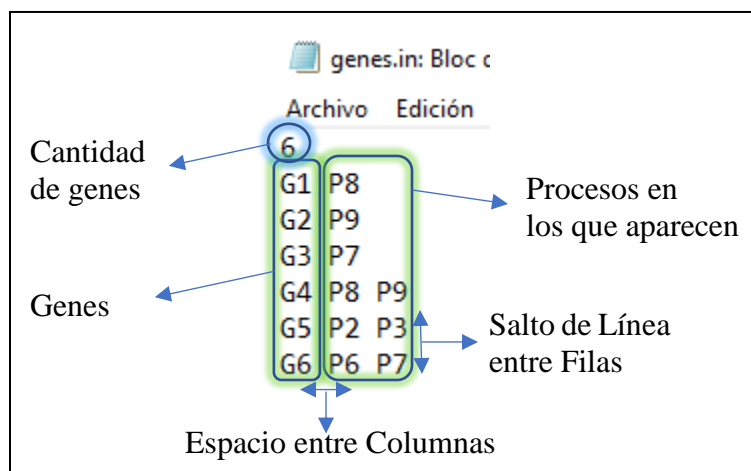 genes.in: Bloc d
Archivo Edición
Cantidad
de genes
6
G1 P8
G2 P9
G3 P7
G4 P8 P9
G5 P2 P3
G6 P6 P7
Procesos en
los que aparecen
Genes
Salto de Línea
entre Filas
Espacio entre Columnas